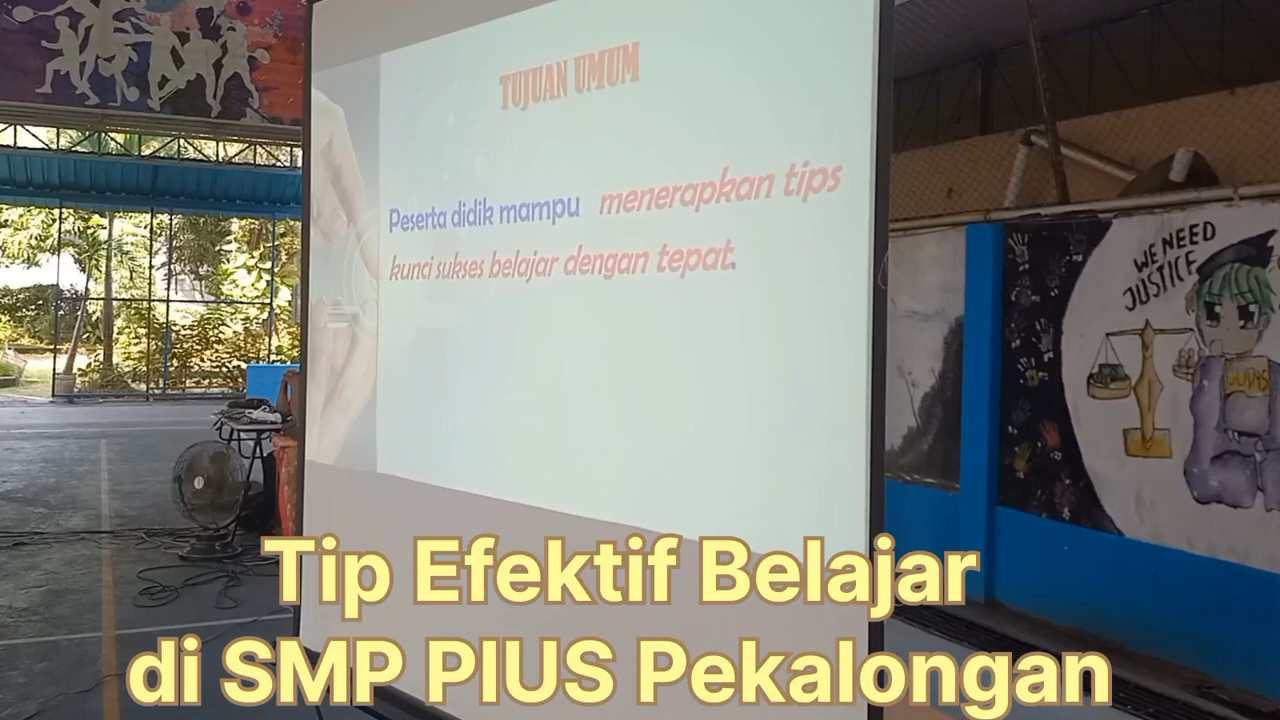 TUJUAN UMUM
Peserta didik mampu menerapkan tips
kunci sukses belajar dengan tepat.
WE NEED
JUSTICE
Tip Efektif Belajar
di SMP PIUS Pekalongan